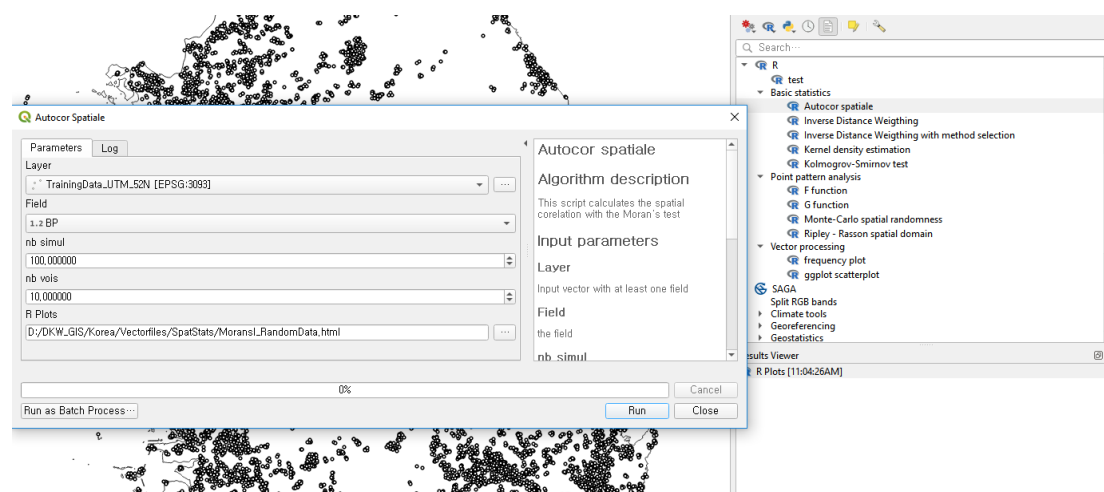 Search…
R
test
Basic statistics
Autocor spatiale
Inverse Distance Weigthing
Inverse Distance Weigthing with method selection
Kernel density estimation
Kolmogrov-Smirnov test
Point pattern analysis
F function
G function
Monte-Carlo spatial randomness
Ripley - Rasson spatial domain
Vector processing
frequency plot
ggplot scatterplot
SAGA
Split RGB bands
Climate tools
Georeferencing
Geostatistics
esults Viewer
R Plots [11:04:26AM]
Autocor Spatiale
Parameters Log
Layer
TrainingData_UTM_52N [EPSG:3093]
Field
1.2 BP
nb simul
100,000000
nb vois
10,000000
R Plots
D:/DKW_GIS/Korea/Vectorfiles/SpatStats/MoransI_RandomData.html
Autocor spatiale
Algorithm description
This script calculates the spatial
corelation with the Moran's test
Input parameters
Layer
Input vector with at least one field
Field
the field
nb simul
0%
Cancel
Run as Batch Process…
Run
Close